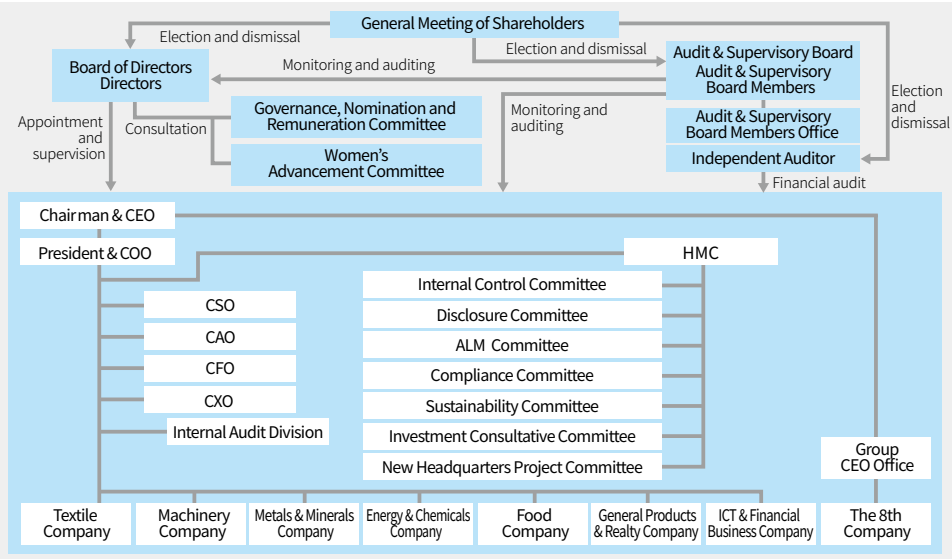 General Meeting of Shareholders
Election and dismissal
Election and dismissal
Board of Directors
Directors
Monitoring and auditing
Audit & Supervisory Board
Audit & Supervisory
Board Members
Election
and
dismissal
Appointment
and
supervision
Consultation
Governance, Nomination and
Remuneration Committee
Monitoring and
auditing
Audit & Supervisory
Board Members Office
Women's
Advancement Committee
Independent Auditor
Financial audit
Chairman & CEO
President & COO
HMC
CSO
CAO
CFO
CXO
Internal Audit Division
Internal Control Committee
Disclosure Committee
ALM Committee
Compliance Committee
Sustainability Committee
Investment Consultative Committee
New Headquarters Project Committee
Group
CEO Office
Textile
Company
Machinery
Company
Metals & Minerals
Company
Energy & Chemicals
Company
Food
Company
General Products
& Realty Company
ICT & Financial
Business Company
The 8th
Company